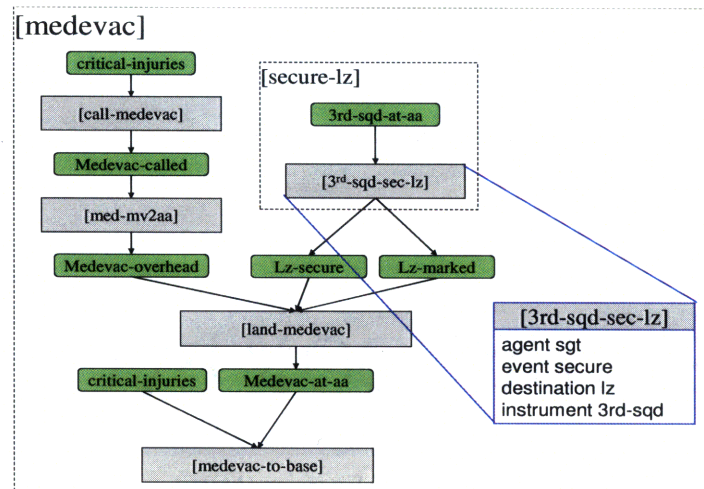 [medevac]
critical-injuries
[secure-lz]
[call-medevac]
3rd-sqd-at-aa
Medevac-called
[3rd-sqd-sec-lz]
[med-mv2aa]
Medevac-overhead
Lz-secure
Lz-marked
[land-medevac]
[3rd-sqd-sec-lz]
agent sgt
event secure
destination lz
instrument 3rd-sqd
critical-injuries
Medevac-at-aa
[medevac-to-base]